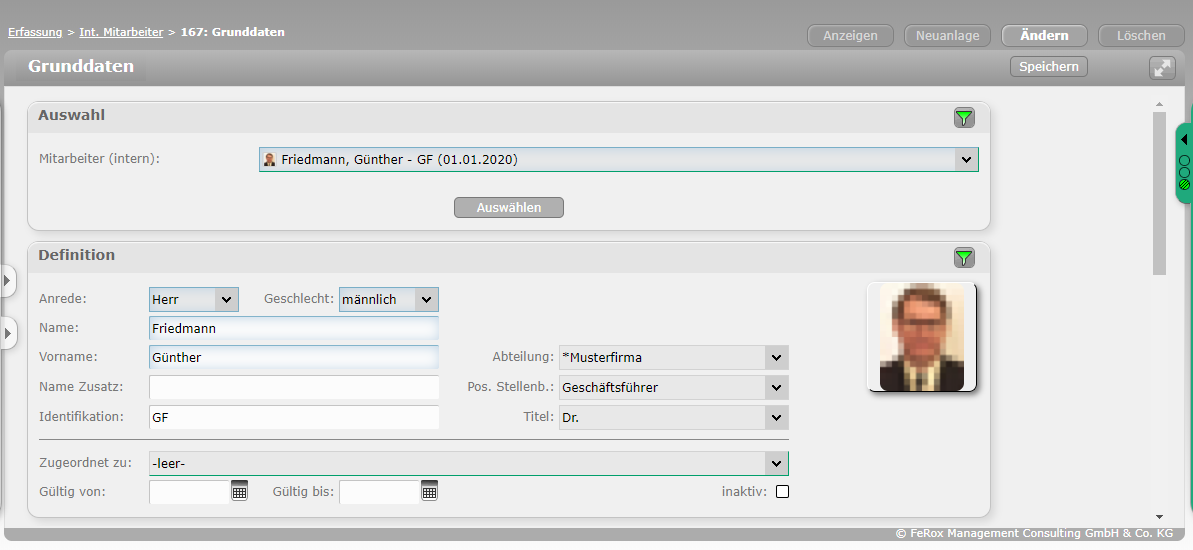 Erfassung > Int. Mitarbeiter > 167: Grunddaten
Anzeigen Neuanlage Ändern Löschen
Grunddaten
Speichern
Auswahl
Mitarbeiter (intern): Friedmann, Günther - GF (01.01.2020)
Auswählen
Definition
Anrede: Herr Geschlecht: männlich
Name: Friedmann
Vorname: Günther Abteilung: *Musterfirma
Name Zusatz: Pos. Stellenb.: Geschäftsführer
Identifikation: GF Titel: Dr.
Zugeordnet zu: -leer-
Gültig von: Gültig bis: inaktiv:
© FeRox Management Consulting GmbH & Co. KG